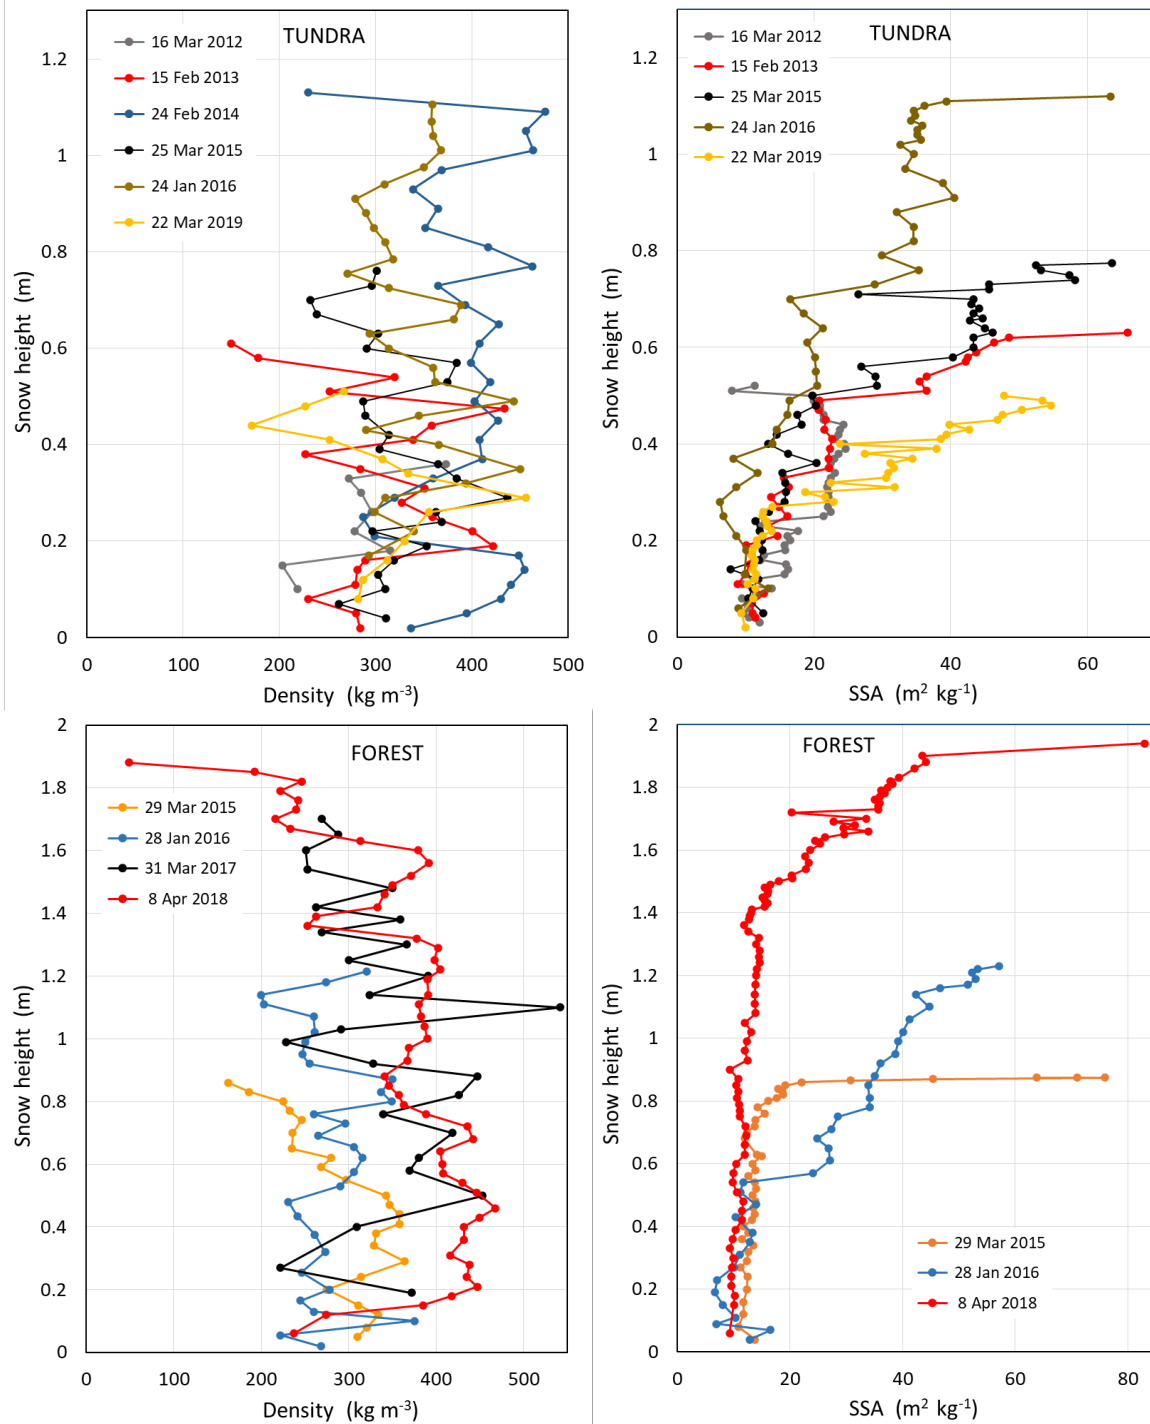 TUNDRA
16 Mar 2012
15 Feb 2013
24 Feb 2014
25 Mar 2015
24 Jan 2016
22 Mar 2019
1.2
1
0.8
0.6
0.4
0.2
0
Snow height (m)
0 100 200 300 400 500
Density (kg m⁻³)
TUNDRA
16 Mar 2012
15 Feb 2013
25 Mar 2015
24 Jan 2016
22 Mar 2019
1.2
1
0.8
0.6
0.4
0.2
0
Snow height (m)
0 20 40 60
SSA (m² kg⁻¹)
FOREST
29 Mar 2015
28 Jan 2016
31 Mar 2017
8 Apr 2018
2
1.8
1.6
1.4
1.2
1
0.8
0.6
0.4
0.2
0
Snow height (m)
0 100 200 300 400 500
Density (kg m⁻³)
FOREST
2
1.8
1.6
1.4
1.2
1
0.8
0.6
0.4
0.2
0
Snow height (m)
29 Mar 2015
28 Jan 2016
8 Apr 2018
0 20 40 60 80
SSA (m² kg⁻¹)